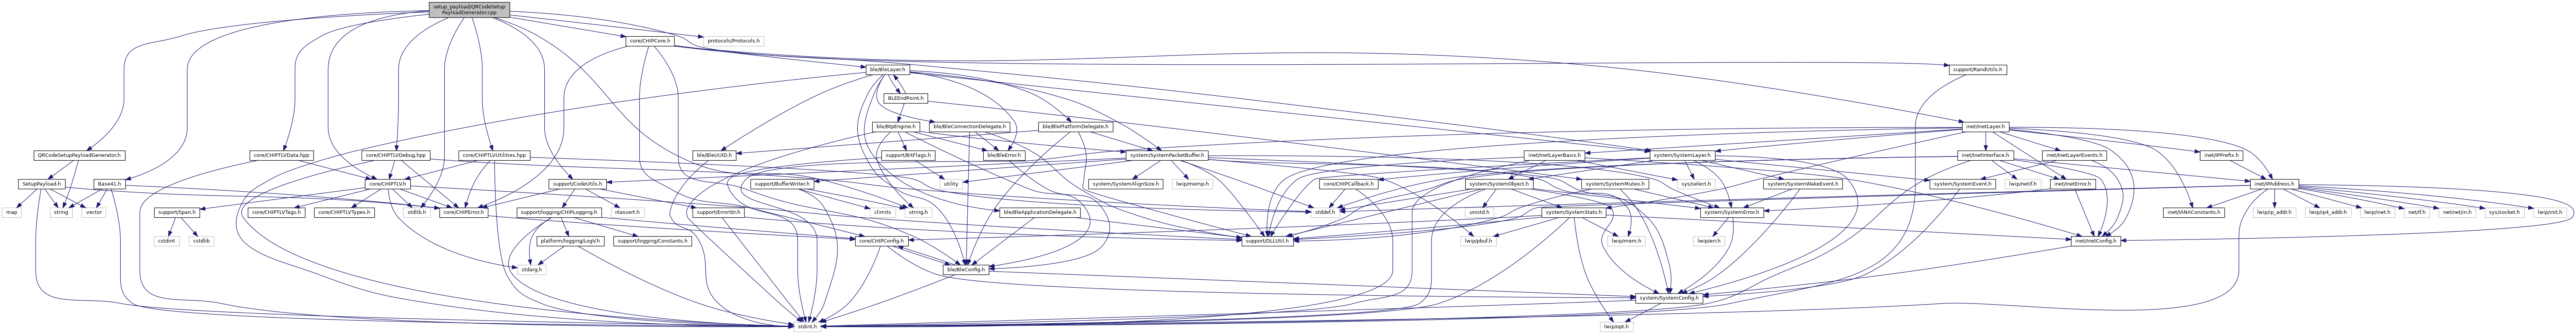 setup_payload/QRCodeSetup
PayloadGenerator.cpp
core/CHIPCore.h
protocols/Protocols.h
ble/BleLayer.h
support/RandUtils.h
BLEEndPoint.h
ble/BtpEngine.h
ble/BleConnectionDelegate.h
ble/BlePlatformDelegate.h
inet/InetLayer.h
QRCodeSetupPayloadGenerator.h
core/CHIPTLVData.hpp
core/CHIPTLVDebug.hpp
core/CHIPTLVUtilities.hpp
ble/BleUUID.h
support/BitFlags.h
ble/BleError.h
system/SystemPacketBuffer.h
inet/InetLayerBasis.h
system/SystemLayer.h
inet/InetInterface.h
inet/InetLayerEvents.h
inet/IPPrefix.h
SetupPayload.h
Base41.h
core/CHIPTLV.h
support/CodeUtils.h
support/BufferWriter.h
utility
system/SystemAlignSize.h
lwip/memp.h
core/CHIPCallback.h
system/SystemObject.h
system/SystemMutex.h
sys/select.h
system/SystemWakeEvent.h
system/SystemEvent.h
lwip/netif.h
inet/InetError.h
inet/IPAddress.h
map
string
vector
support/Span.h
core/CHIPTLVTags.h
core/CHIPTLVTypes.h
stdlib.h
core/CHIPError.h
support/logging/CHIPLogging.h
nlassert.h
support/ErrorStr.h
climits
string.h
ble/BleApplicationDelegate.h
stddef.h
unistd.h
system/SystemStats.h
system/SystemError.h
inet/IANAConstants.h
lwip/ip_addr.h
lwip/ip4_addr.h
lwip/inet.h
net/if.h
netinet/in.h
sys/socket.h
lwip/init.h
cstdint
cstdlib
platform/logging/LogV.h
support/logging/Constants.h
core/CHIPConfig.h
support/DLLUtil.h
lwip/pbuf.h
lwip/mem.h
lwip/err.h
inet/InetConfig.h
stdarg.h
ble/BleConfig.h
system/SystemConfig.h
stdint.h
lwip/opt.h